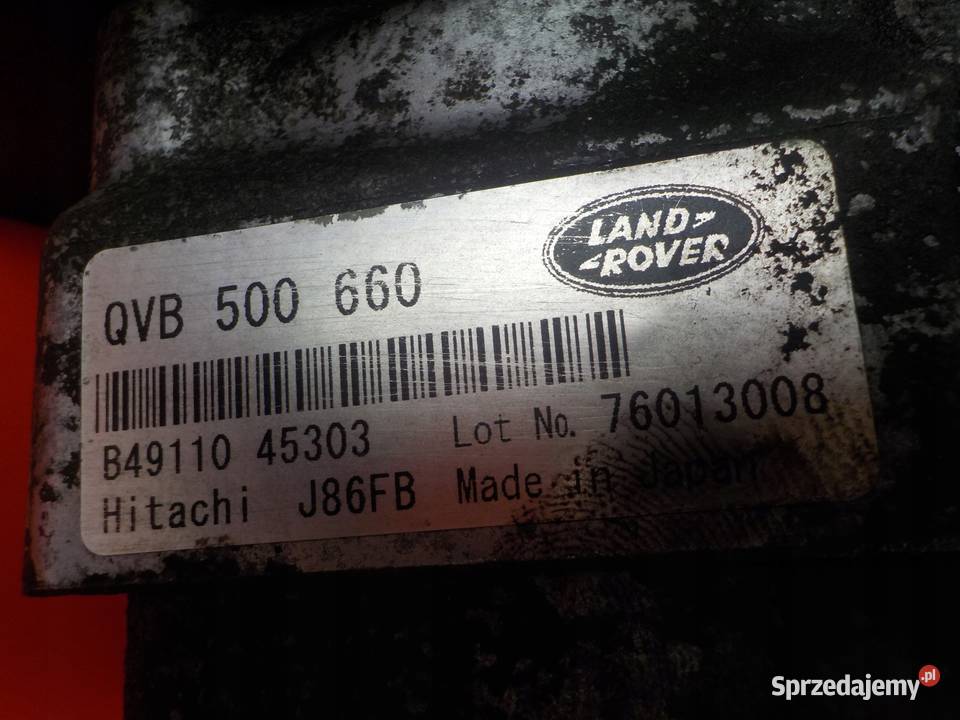 LAND
ROVER
QVB 500 660
B49110 45303 Lot No. 76013008
Hitachi J86FB Made in Japan
Sprzedajemy.pl